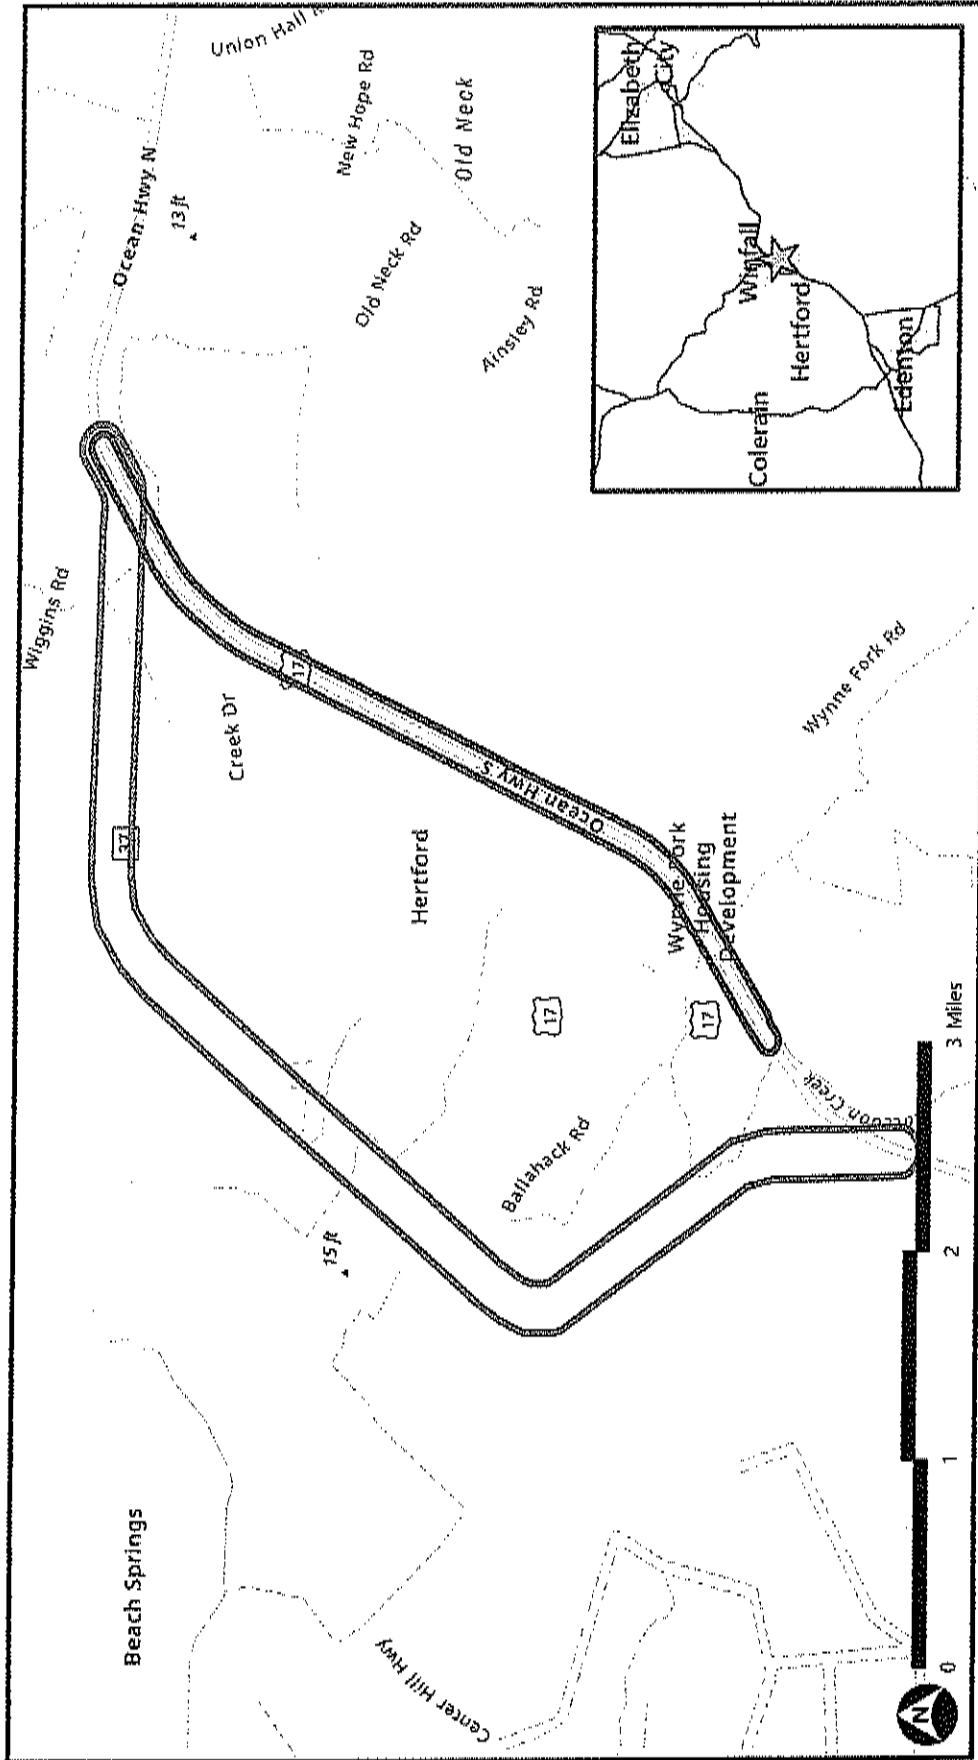 Beach Springs
Center Hill Hwy
15 ft
Wiggins Rd
37
Creek Dr
17
Hertford
Ballahack Rd
17
17
Ocean Hwy S
Wynne Fork
Housing
Development
Wynne Fork Rd
Ocean Hwy N
13 ft
Union Hall
New Hope Rd
Old Neck
Old Neck Rd
Ainsley Rd
Creek
N
0
1
2
3 Miles
Elizabeth
City
Winfall
Hertford
Colerain
Edenton